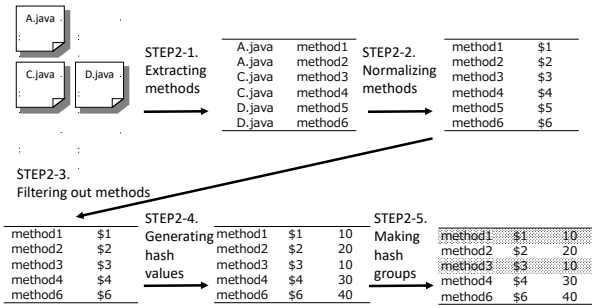 A.java
C.java
D.java
STEP2-1.
Extracting
methods
A.java method1
A.java method2
C.java method3
C.java method4
D.java method5
D.java method6
STEP2-2.
Normalizing
methods
method1 $1
method2 $2
method3 $3
method4 $4
method5 $5
method6 $6
STEP2-3.
Filtering out methods
method1 $1
method2 $2
method3 $3
method4 $4
method6 $6
STEP2-4.
Generating
hash
values
method1 $1 10
method2 $2 20
method3 $3 10
method4 $4 30
method6 $6 40
STEP2-5.
Making
hash
groups
method1 $1 10
method2 $2 20
method3 $3 10
method4 $4 30
method6 $6 40